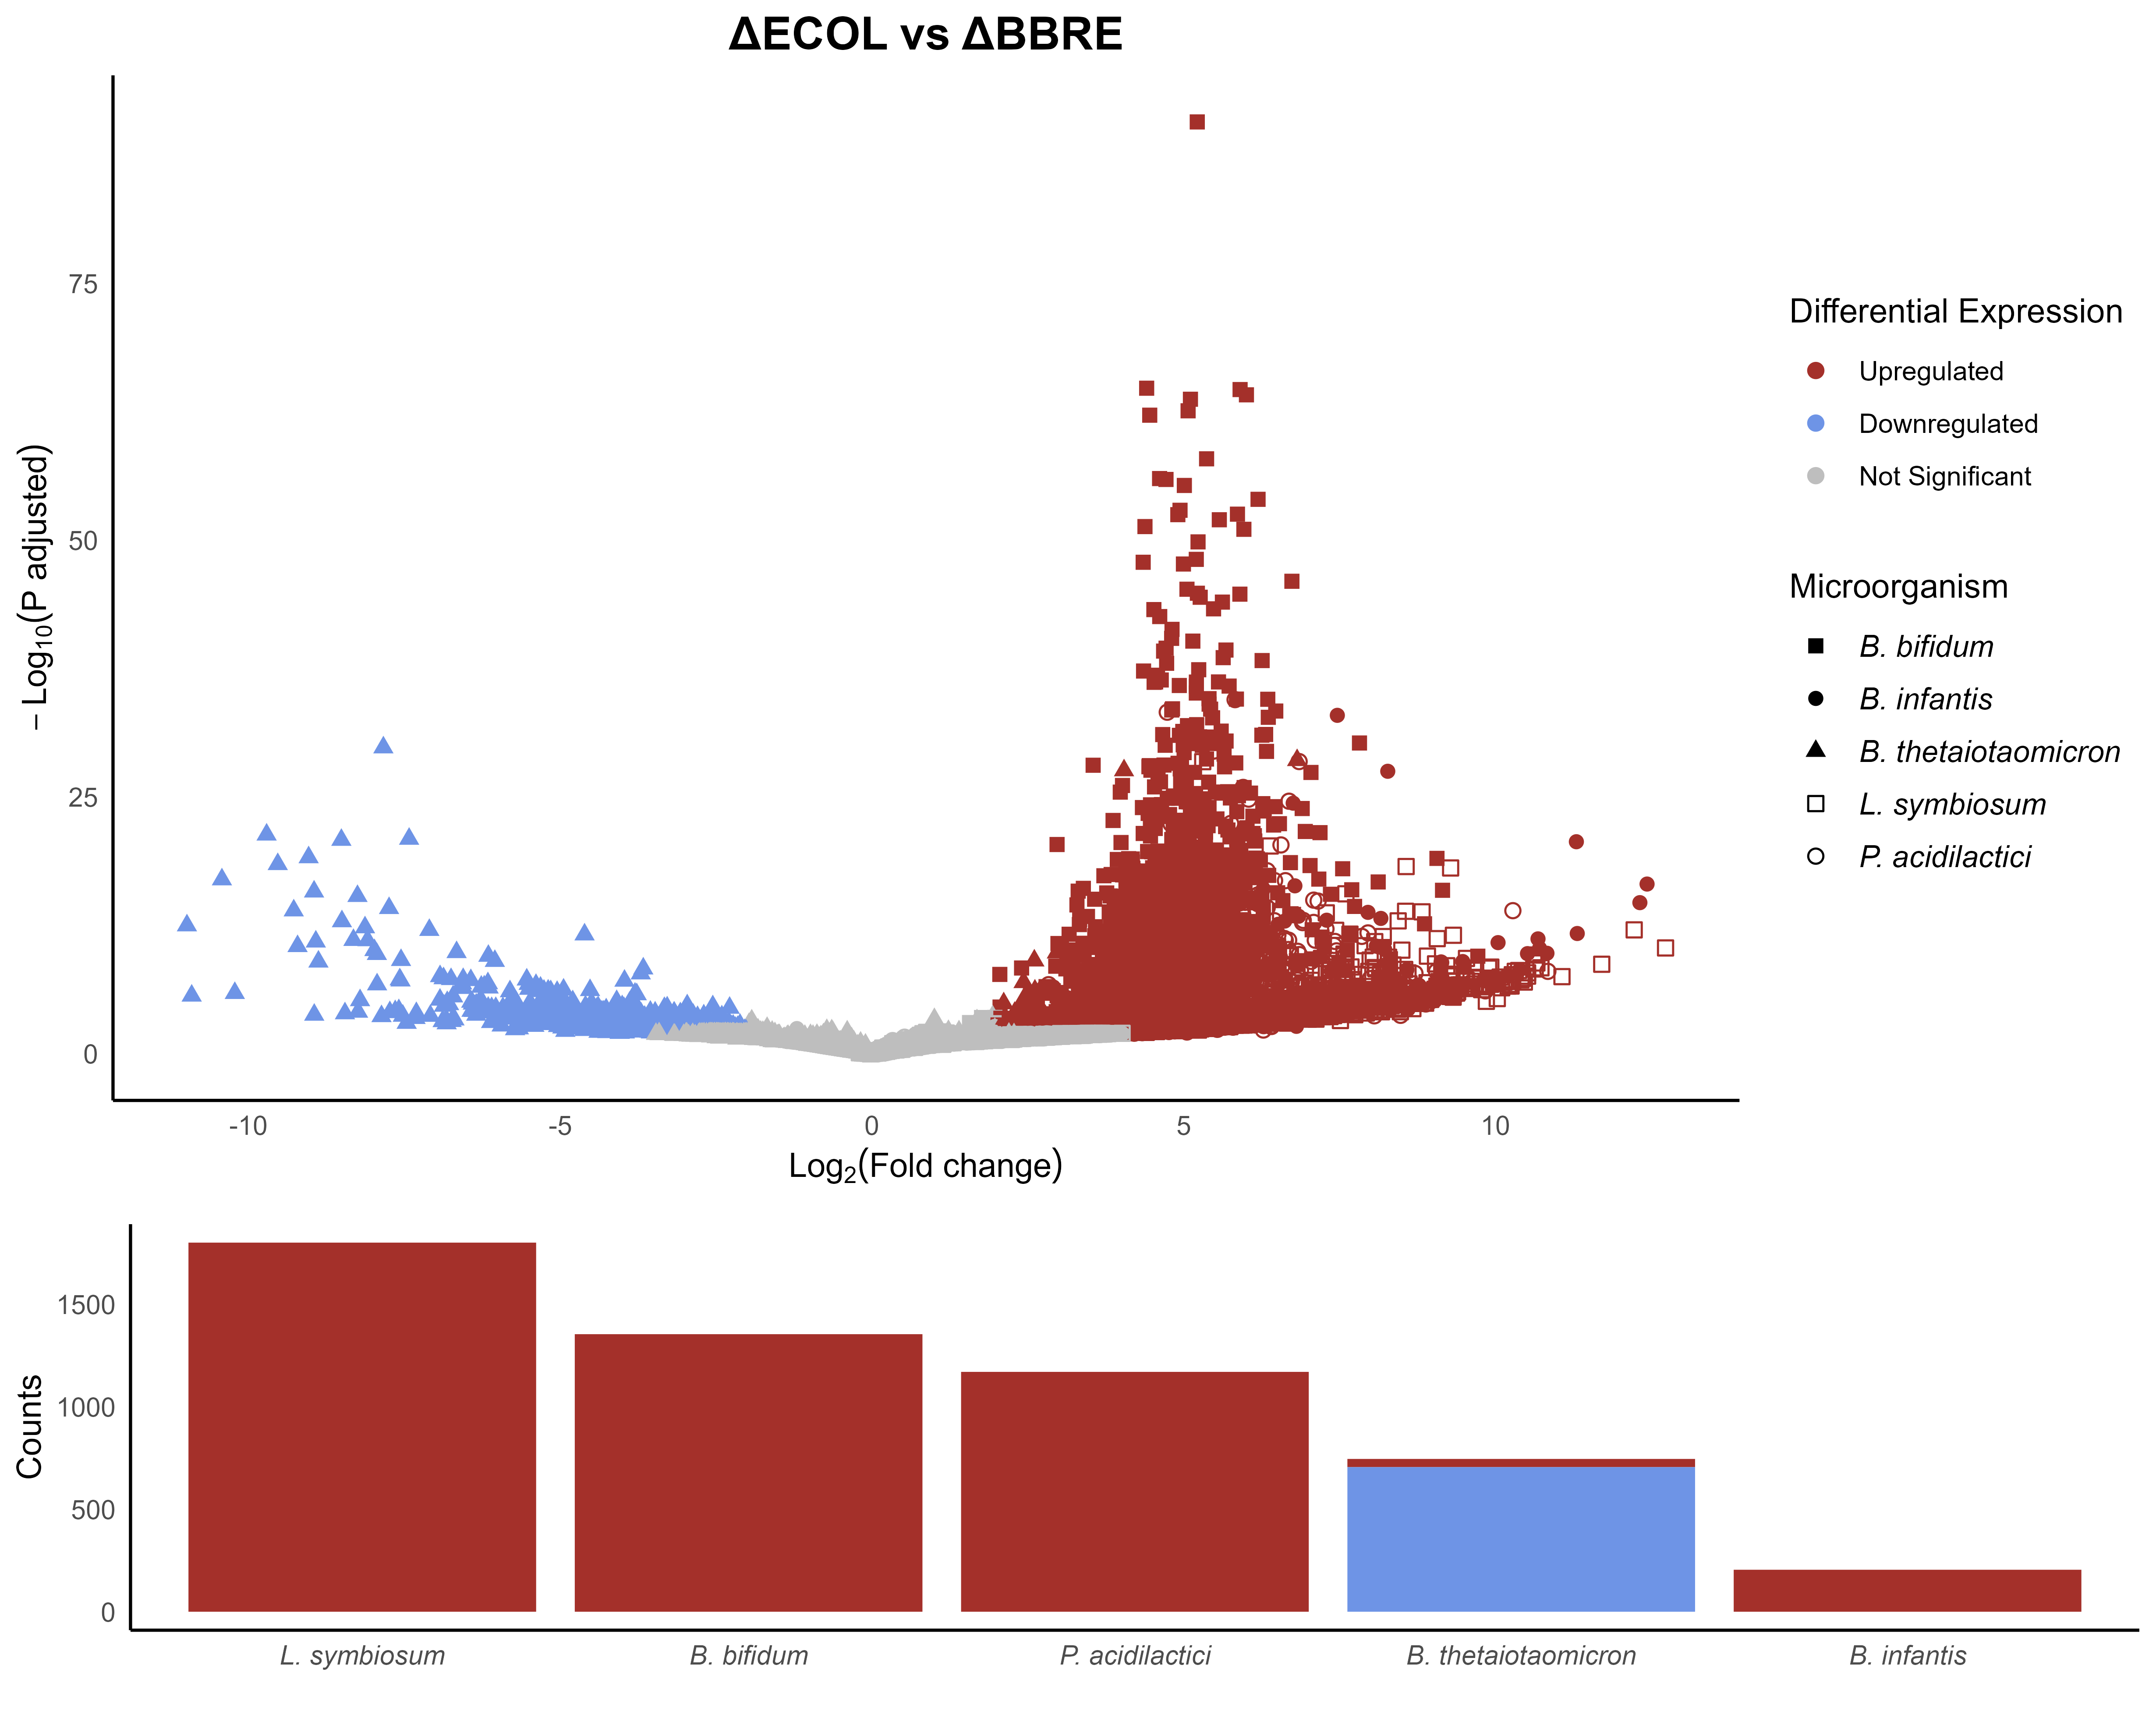 ΔECOL vs ΔBBRE
− Log10(P adjusted)
75
50
25
0
-10 -5 0 5 10
Log2(Fold change)
Differential Expression
Upregulated
Downregulated
Not Significant
Microorganism
B. bifidum
B. infantis
B. thetaiotaomicron
L. symbiosum
P. acidilactici
Counts
1500
1000
500
0
L. symbiosum B. bifidum P. acidilactici B. thetaiotaomicron B. infantis